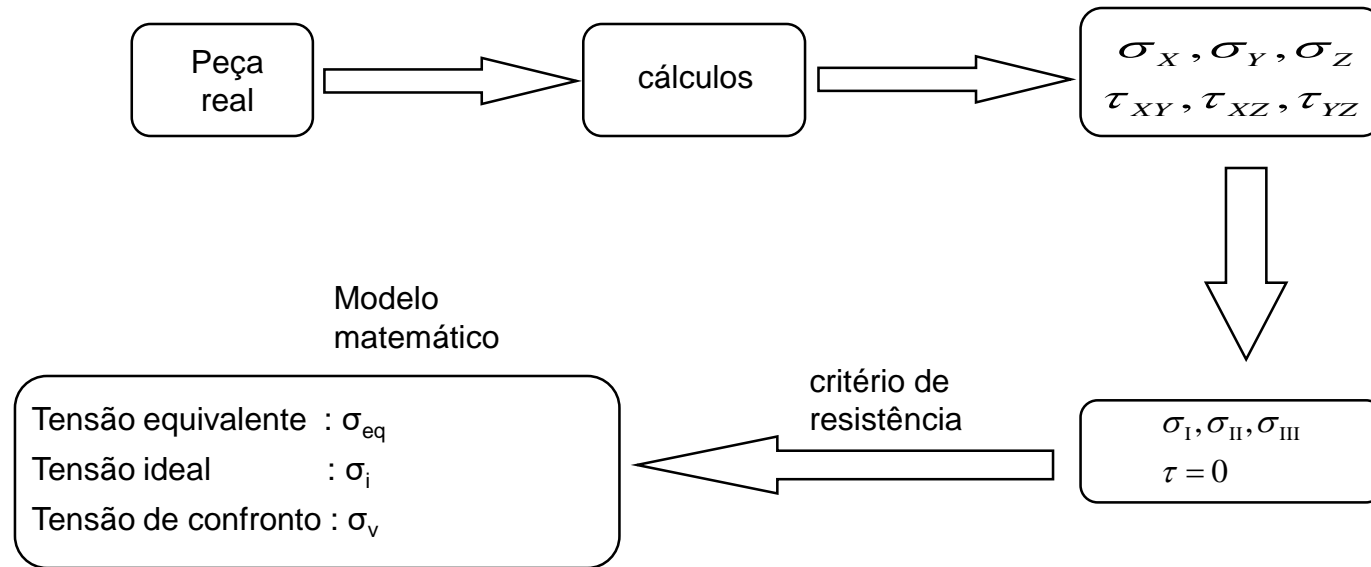 Peça
real
cálculos
σX, σY, σZ
τXY, τXZ, τYZ
σI, σII, σIII
τ = 0
critério de
resistência
Modelo
matemático
Tensão equivalente : σeq
Tensão ideal : σi
Tensão de confronto : σv